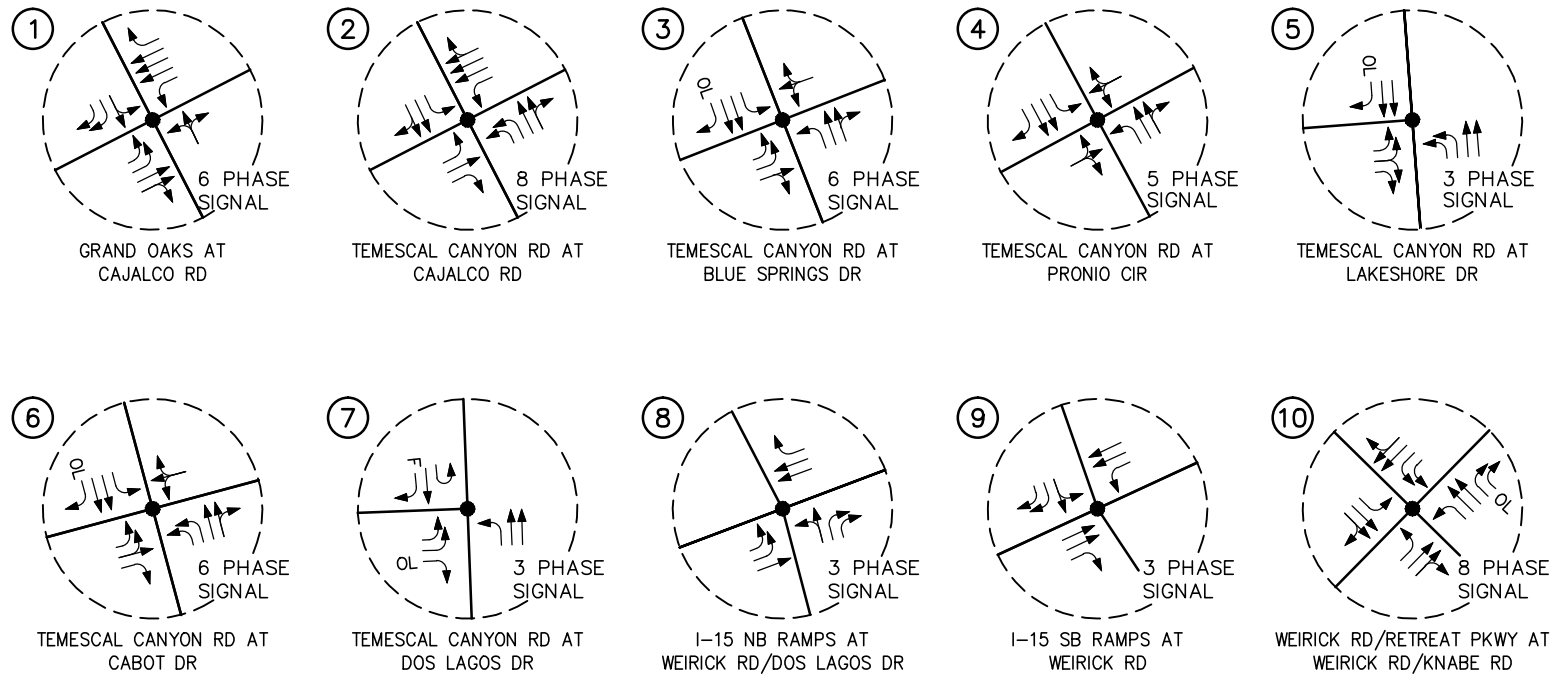 1
OL
6 PHASE
SIGNAL
GRAND OAKS AT
CAJALCO RD
2
8 PHASE
SIGNAL
TEMESCAL CANYON RD AT
CAJALCO RD
3
OL
6 PHASE
SIGNAL
TEMESCAL CANYON RD AT
BLUE SPRINGS DR
4
5 PHASE
SIGNAL
TEMESCAL CANYON RD AT
PRONIO CIR
5
OL
3 PHASE
SIGNAL
TEMESCAL CANYON RD AT
LAKESHORE DR
6
OL
6 PHASE
SIGNAL
TEMESCAL CANYON RD AT
CABOT DR
7
F
OL
3 PHASE
SIGNAL
TEMESCAL CANYON RD AT
DOS LAGOS DR
8
3 PHASE
SIGNAL
I-15 NB RAMPS AT
WEIRICK RD/DOS LAGOS DR
9
3 PHASE
SIGNAL
I-15 SB RAMPS AT
WEIRICK RD
10
OL
8 PHASE
SIGNAL
WEIRICK RD/RETREAT PKWY AT
WEIRICK RD/KNABE RD